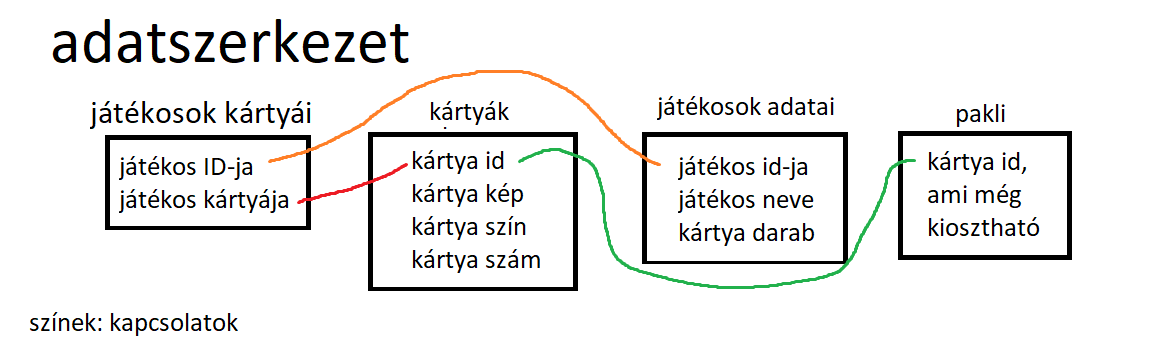 adatszerkezet
játékosok kártyái
játékos ID-ja
játékos kártyája
kártyák
kártya id
kártya kép
kártya szín
kártya szám
játékosok adatai
játékos id-ja
játékos neve
kártya darab
pakli
kártya id,
ami még
kiosztható
színek: kapcsolatok